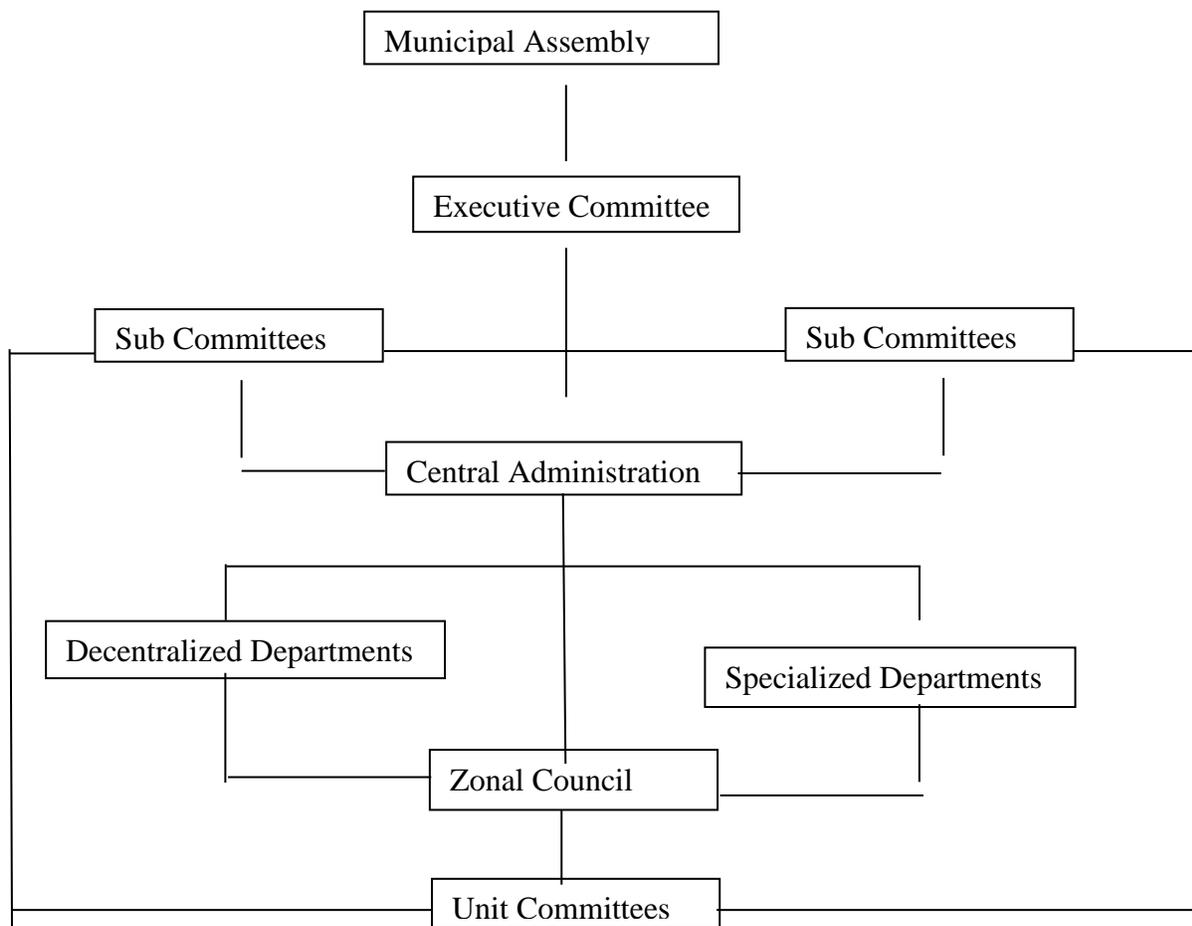 Municipal Assembly
Executive Committee
Sub Committees
Sub Committees
Central Administration
Decentralized Departments
Specialized Departments
Zonal Council
Unit Committees